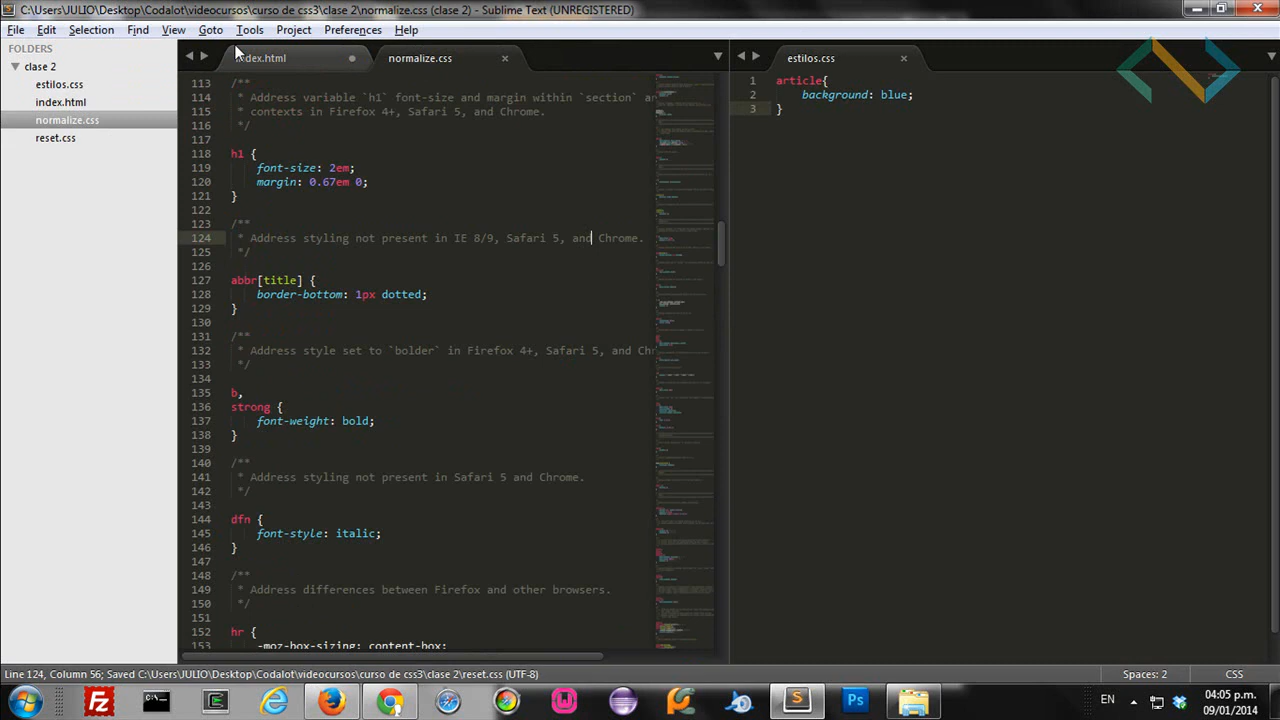 C:\Users\JULIO\Desktop\Codalot\videocursos\curso de css3\clase 2\normalize.css (clase 2) - Sublime Text (UNREGISTERED)
File Edit Selection Find View Goto Tools Project Preferences Help
FOLDERS
clase 2
estilos.css
index.html
normalize.css
reset.css
index.html
normalize.css
113 /**
114 * Address variable `h1` font-size and margin within `section` an
115 contexts in Firefox 4+, Safari 5, and Chrome.
116 */
117
118 h1 {
119 font-size: 2em;
120 margin: 0.67em 0;
121 }
122
123 /**
124 * Address styling not present in IE 8/9, Safari 5, and Chrome.
125 */
126
127 abbr[title] {
128 border-bottom: 1px dotted;
129 }
130
131 /**
132 * Address style set to `bolder` in Firefox 4+, Safari 5, and Chr
133 */
134
135 b,
136 strong {
137 font-weight: bold;
138 }
139
140 /**
141 * Address styling not present in Safari 5 and Chrome.
142 */
143
144 dfn {
145 font-style: italic;
146 }
147
148 /**
149 * Address differences between Firefox and other browsers.
150 */
151
152 hr {
153 -moz-box-sizing: content-box;
estilos.css
1 article{
2 background: blue;
3 }
Line 124, Column 56; Saved C:\Users\JULIO\Desktop\Codalot\videocursos\curso de css3\clase 2\reset.css (UTF-8)
Spaces: 2
CSS
EN
04:05 p.m.
09/01/2014